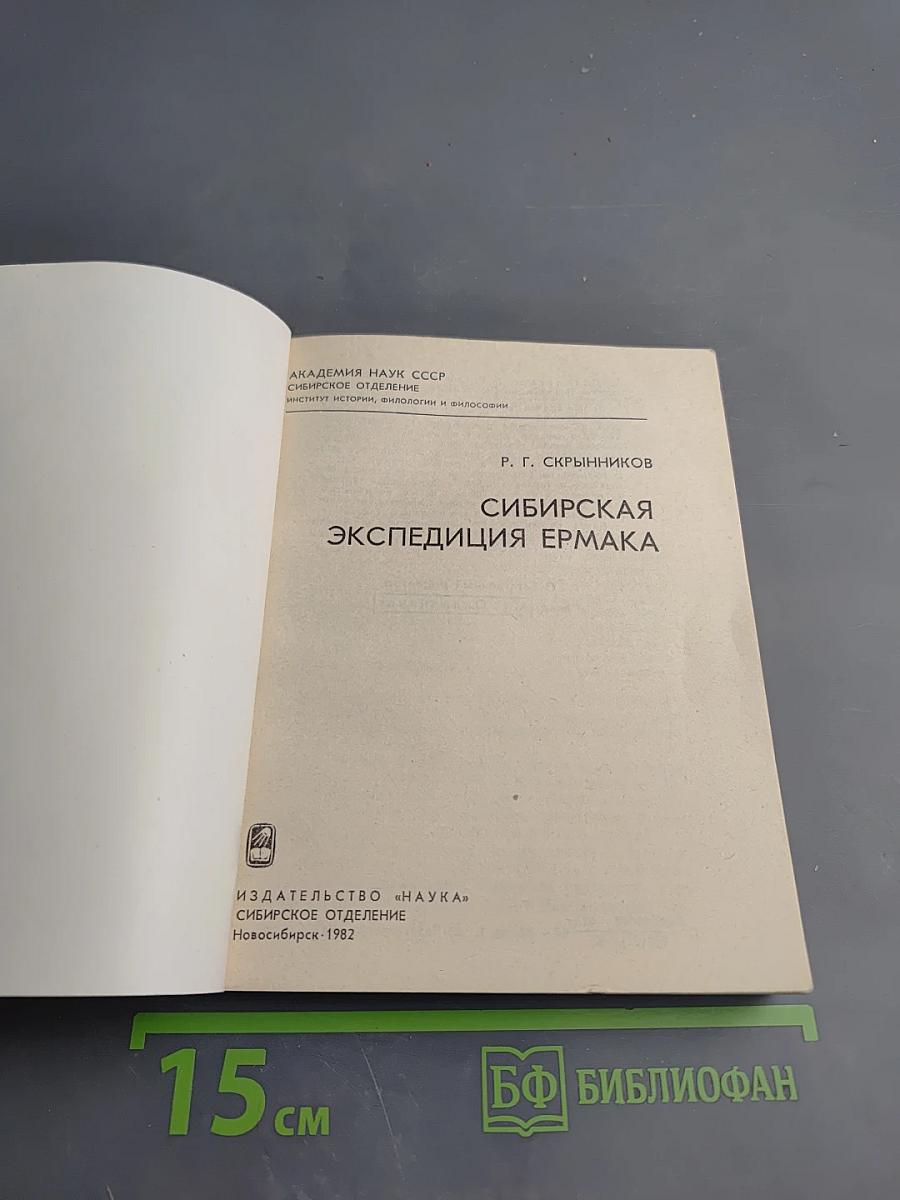 АКАДЕМИЯ НАУК СССР
СИБИРСКОЕ ОТДЕЛЕНИЕ
ИНСТИТУТ ИСТОРИИ, ФИЛОЛОГИИ И ФИЛОСОФИИ
Р. Г. СКРЫННИКОВ
СИБИРСКАЯ
ЭКСПЕДИЦИЯ ЕРМАКА
ИЗДАТЕЛЬСТВО «НАУКА»
СИБИРСКОЕ ОТДЕЛЕНИЕ
Новосибирск·1982
15 см
БФ БИБЛИОФАН